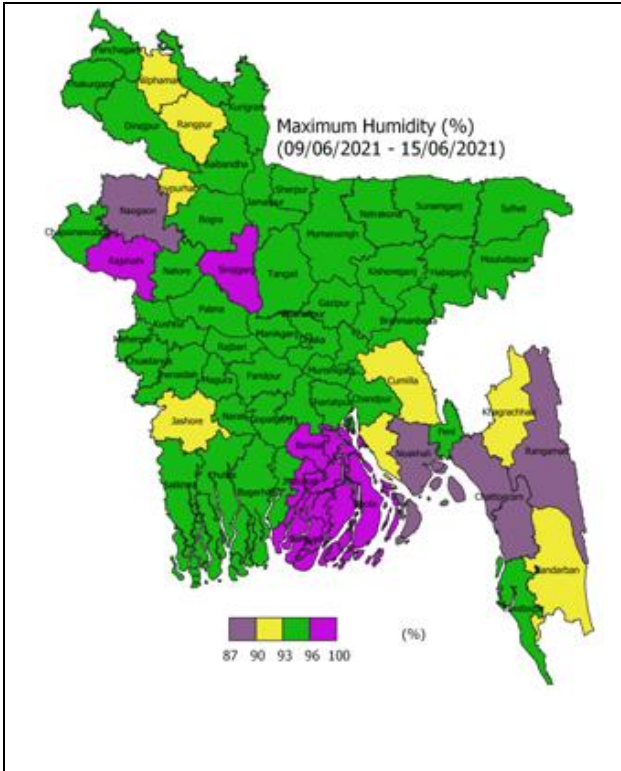 Panchagarh
Nilphamari
Thakurgaon
Kurigram
Dinajpur
Rangpur
Maximum Humidity (%)
(09/06/2021 - 15/06/2021)
Gaibandha
Joypurhat
Sherpur
Naogaon
Jamalpur
Netrakona
Sunamganj
Sylhet
Bogra
Mymensingh
Chapainawabganj
Rajshahi
Natore
Sirajganj
Tangail
Kishoreganj
Habiganj
Moulvibazar
Gazipur
Pabna
Kushtia
Brahmanbaria
Meherpur
Manikganj
Dhaka
Chuadanga
Rajbari
Jhenaidah
Magura
Faridpur
Munshiganj
Cumilla
Shariatpur
Chandpur
Khagrachhari
Jashore
Narail
Gopalganj
Feni
Barisal
Noakhali
Rangamati
Satkhira
Khulna
Bagerhat
Bhola
Chattogram
Bandarban
(%)
87 90 93 96 100